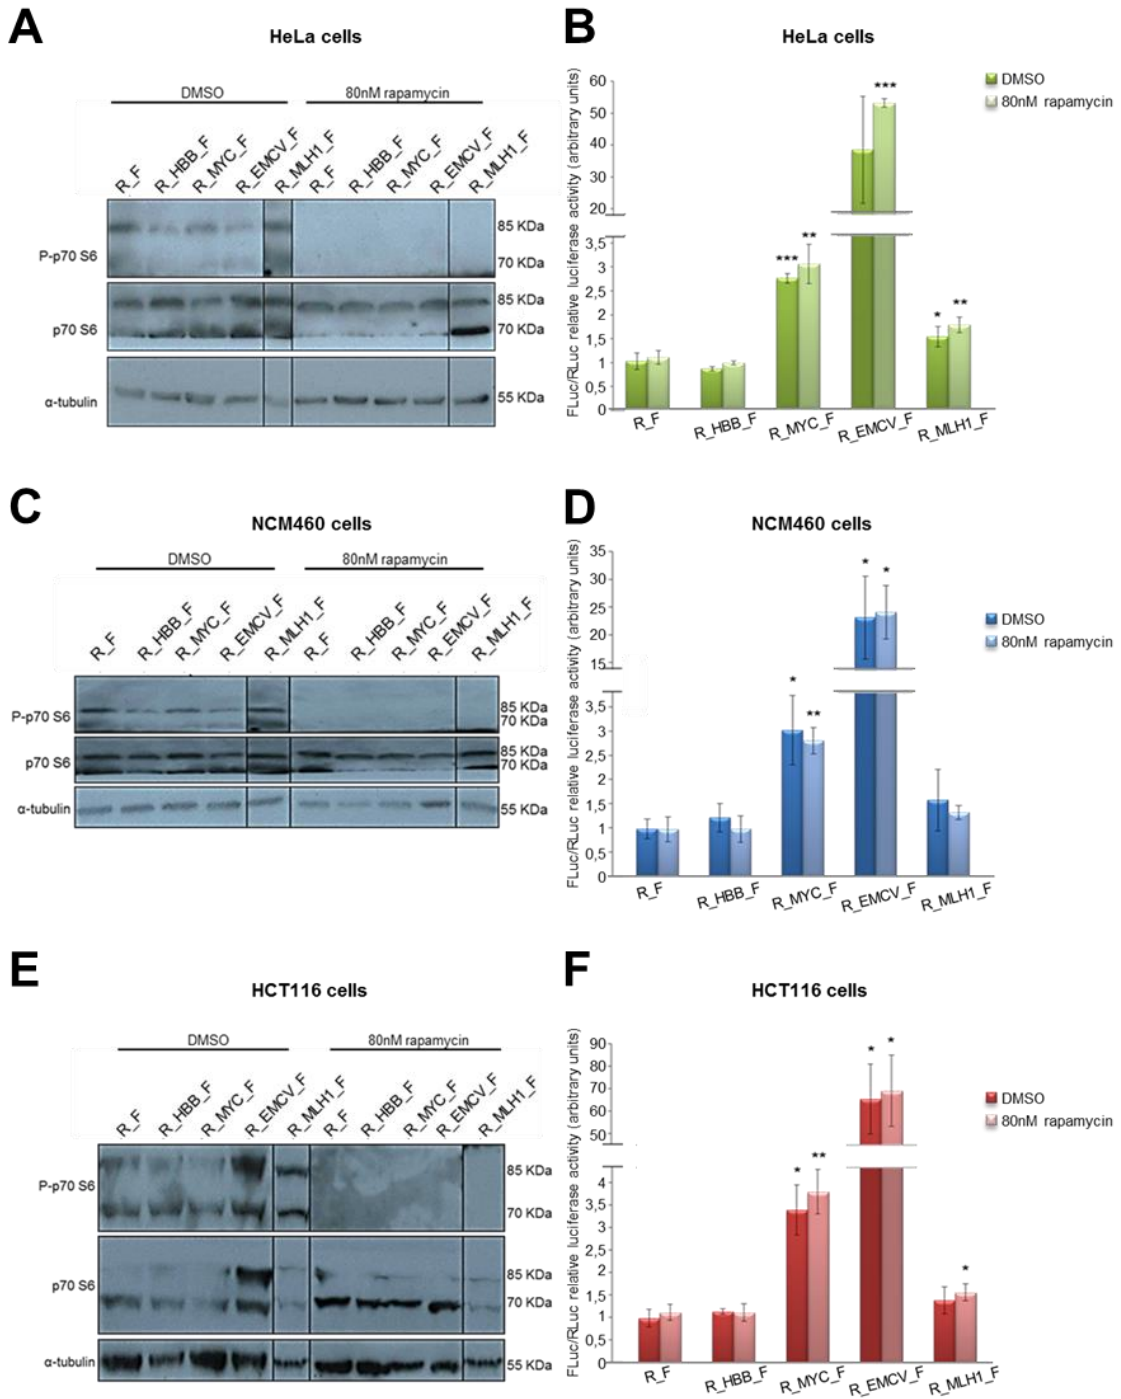 A
HeLa cells
DMSO
80nM rapamycin
R_F
R_HBB_F
R_MYC_F
R_EMCV_F
R_MLH1_F
R_F
R_HBB_F
R_MYC_F
R_EMCV_F
R_MLH1_F
P-p70 S6
85 KDa
70 KDa
p70 S6
85 KDa
70 KDa
α-tubulin
55 KDa
B
HeLa cells
FLuc/RLuc relative luciferase activity (arbitrary units)
60
50
40
30
20
3,5
3
2,5
2
1,5
1
0,5
0
***
**
***
*
**
R_F
R_HBB_F
R_MYC_F
R_EMCV_F
R_MLH1_F
DMSO
80nM rapamycin
C
NCM460 cells
DMSO
80nM rapamycin
R_F
R_HBB_F
R_MYC_F
R_EMCV_F
R_MLH1_F
R_F
R_HBB_F
R_MYC_F
R_EMCV_F
R_MLH1_F
P-p70 S6
85 KDa
70 KDa
p70 S6
85 KDa
70 KDa
α-tubulin
55 KDa
D
NCM460 cells
FLuc/RLuc relative luciferase activity (arbitrary units)
35
30
25
20
15
3,5
3
2,5
2
1,5
1
0,5
0
*
**
*
*
R_F
R_HBB_F
R_MYC_F
R_EMCV_F
R_MLH1_F
DMSO
80nM rapamycin
E
HCT116 cells
DMSO
80nM rapamycin
R_F
R_HBB_F
R_MYC_F
R_EMCV_F
R_MLH1_F
R_F
R_HBB_F
R_MYC_F
R_EMCV_F
R_MLH1_F
P-p70 S6
85 KDa
70 KDa
p70 S6
85 KDa
70 KDa
α-tubulin
55 KDa
F
HCT116 cells
FLuc/RLuc relative luciferase activity (arbitrary units)
90
80
70
60
50
4
3,5
3
2,5
2
1,5
1
0,5
0
*
**
*
*
*
R_F
R_HBB_F
R_MYC_F
R_EMCV_F
R_MLH1_F
DMSO
80nM rapamycin